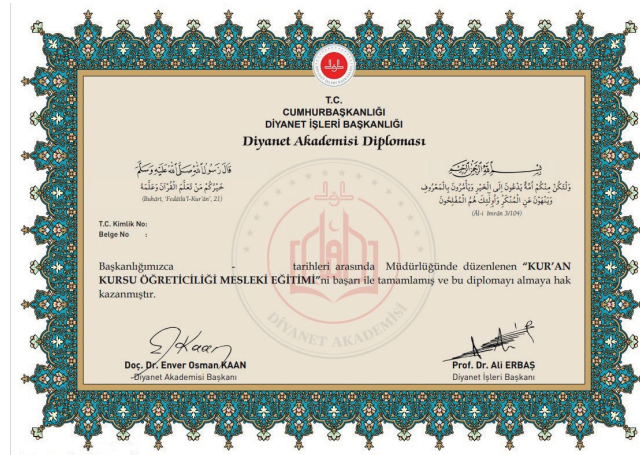 T.C.
CUMHURBAŞKANLIĞI
DİYANET İŞLERİ BAŞKANLIĞI
Diyanet Akademisi Diploması
قَالَ رَسُولُ اللّٰهِ صَلَّى اللّٰهُ عَلَيْهِ وَسَلَّمَ
خَيْرُكُمْ مَنْ تَعَلَّمَ الْقُرْآنَ وَعَلَّمَهُ
(Buhârî, "Fedâilü'l-Kur'ân", 21)
بِسْمِ اللّٰهِ الرَّحْمٰنِ الرَّحِيمِ
وَلْتَكُنْ مِنْكُمْ أُمَّةٌ يَدْعُونَ إِلَى الْخَيْرِ وَيَأْمُرُونَ بِالْمَعْرُوفِ
وَيَنْهَوْنَ عَنِ الْمُنْكَرِ وَأُولٰئِكَ هُمُ الْمُفْلِحُونَ
(Âl-i İmrân 3/104)
T.C. Kimlik No:
Belge No :
Başkanlığımızca - tarihleri arasında Müdürlüğünde düzenlenen "KUR'AN
KURSU ÖĞRETİCİLİĞİ MESLEKİ EĞİTİMİ"ni başarı ile tamamlamış ve bu diplomayı almaya hak
kazanmıştır.
DİYANET AKADEMİSİ
Doç. Dr. Enver Osman KAAN
Diyanet Akademisi Başkanı
Prof. Dr. Ali ERBAŞ
Diyanet İşleri Başkanı